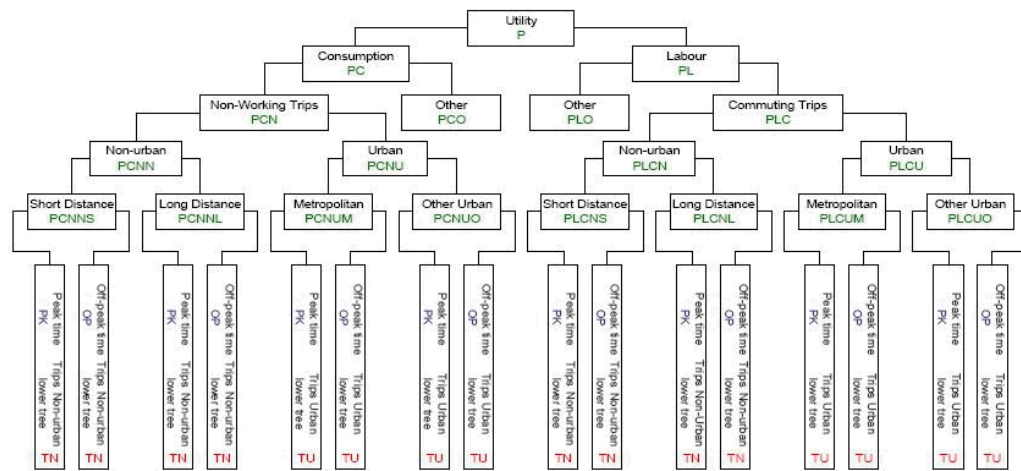 Utility
P
Consumption
PC
Labour
PL
Non-Working Trips
PCN
Other
PCO
Other
PLO
Commuting Trips
PLC
Non-urban
PCNN
Urban
PCNU
Non-urban
PLCN
Urban
PLCU
Short Distance
PCNNS
Long Distance
PCNNL
Metropolitan
PCNUM
Other Urban
PCNUO
Short Distance
PLCNS
Long Distance
PLCNL
Metropolitan
PLCUM
Other Urban
PLCUO
Peak time Trips Non-urban
PK lower tree TN
Off-peak time Trips Non-urban
OP lower tree TN
Peak time Trips Non-urban
PK lower tree TN
Off-peak time Trips Non-urban
OP lower tree TN
Peak time Trips Urban
PK lower tree TU
Off-peak time Trips Urban
OP lower tree TU
Peak time Trips Urban
PK lower tree TU
Off-peak time Trips Urban
OP lower tree TU
Peak time Trips Non-urban
PK lower tree TN
Off-peak time Trips Non-urban
OP lower tree TN
Peak time Trips Non-Urban
PK lower tree TN
Off-peak time Trips Non-urban
OP lower tree TN
Peak time Trips Urban
PK lower tree TU
Off-peak time Trips Urban
OP lower tree TU
Peak time Trips Urban
PK lower tree TU
Off-peak time Trips Urban
OP lower tree TU